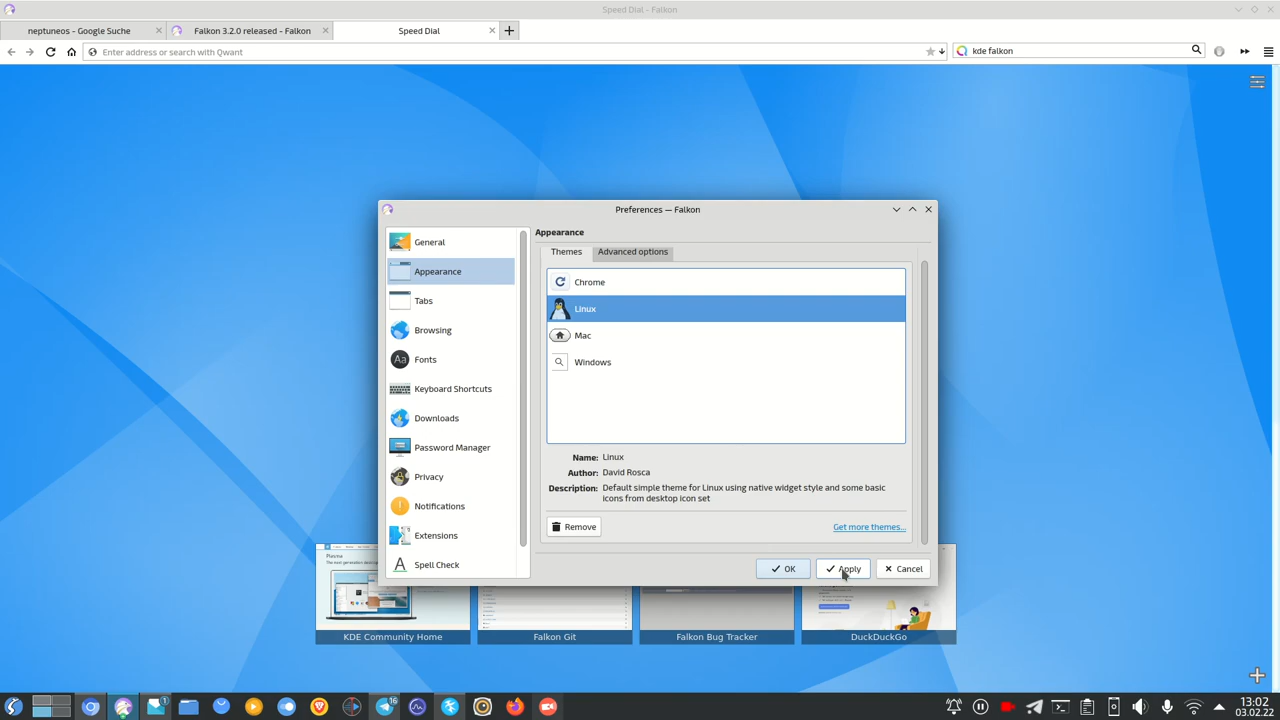 Speed Dial - Falkon
neptuneos - Google Suche
Falkon 3.2.0 released - Falkon
Speed Dial
Enter address or search with Qwant
kde falkon
Preferences — Falkon
General
Appearance
Tabs
Browsing
Fonts
Keyboard Shortcuts
Downloads
Password Manager
Privacy
Notifications
Extensions
Spell Check
Appearance
Themes
Advanced options
Chrome
Linux
Mac
Windows
Name: Linux
Author: David Rosca
Description: Default simple theme for Linux using native widget style and some basic
icons from desktop icon set
Remove
Get more themes...
OK
Apply
Cancel
Plasma
KDE Community Home
Falkon Git
Falkon Bug Tracker
DuckDuckGo
16
13:02
03.02.22